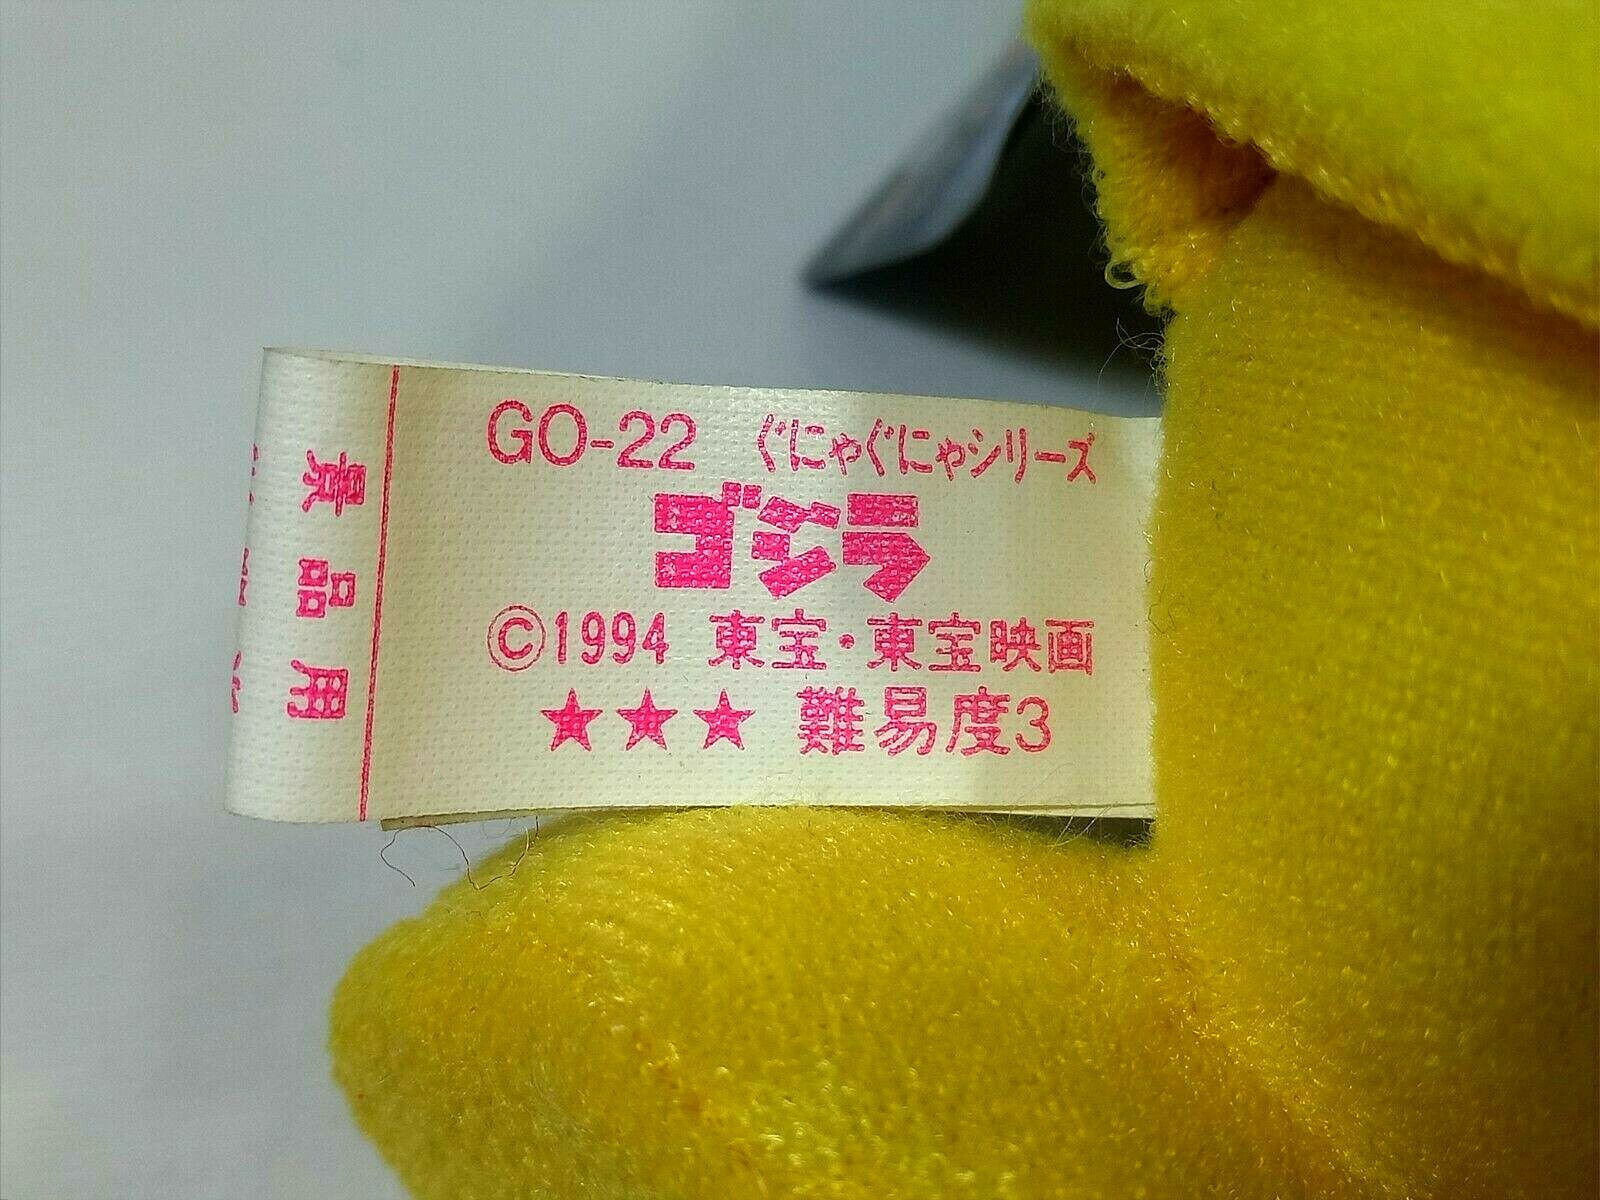 GO-22 ぐにゃぐにゃシリーズ
ゴジラ
©1994 東宝・東宝映画
★★★ 難易度3
景品用